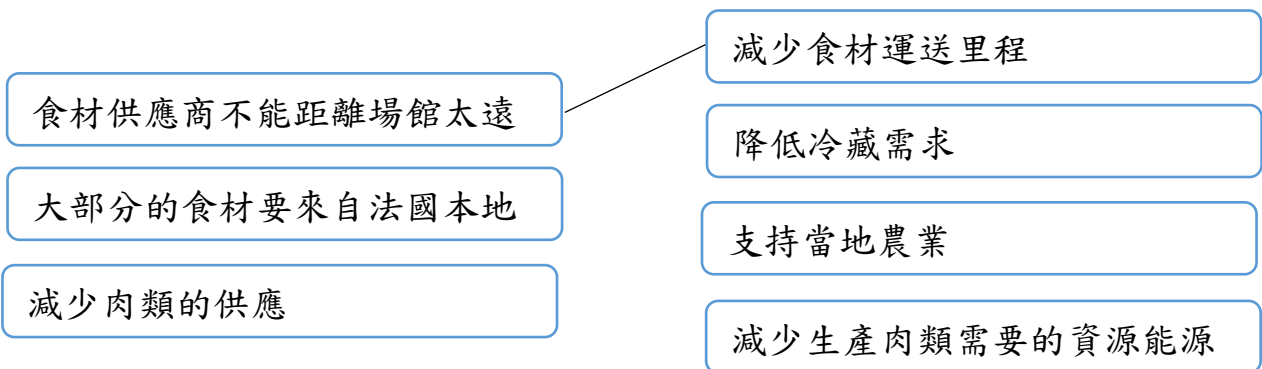 食材供應商不能距離場館太遠
大部分的食材要來自法國本地
減少肉類的供應
減少食材運送里程
降低冷藏需求
支持當地農業
減少生產肉類需要的資源能源